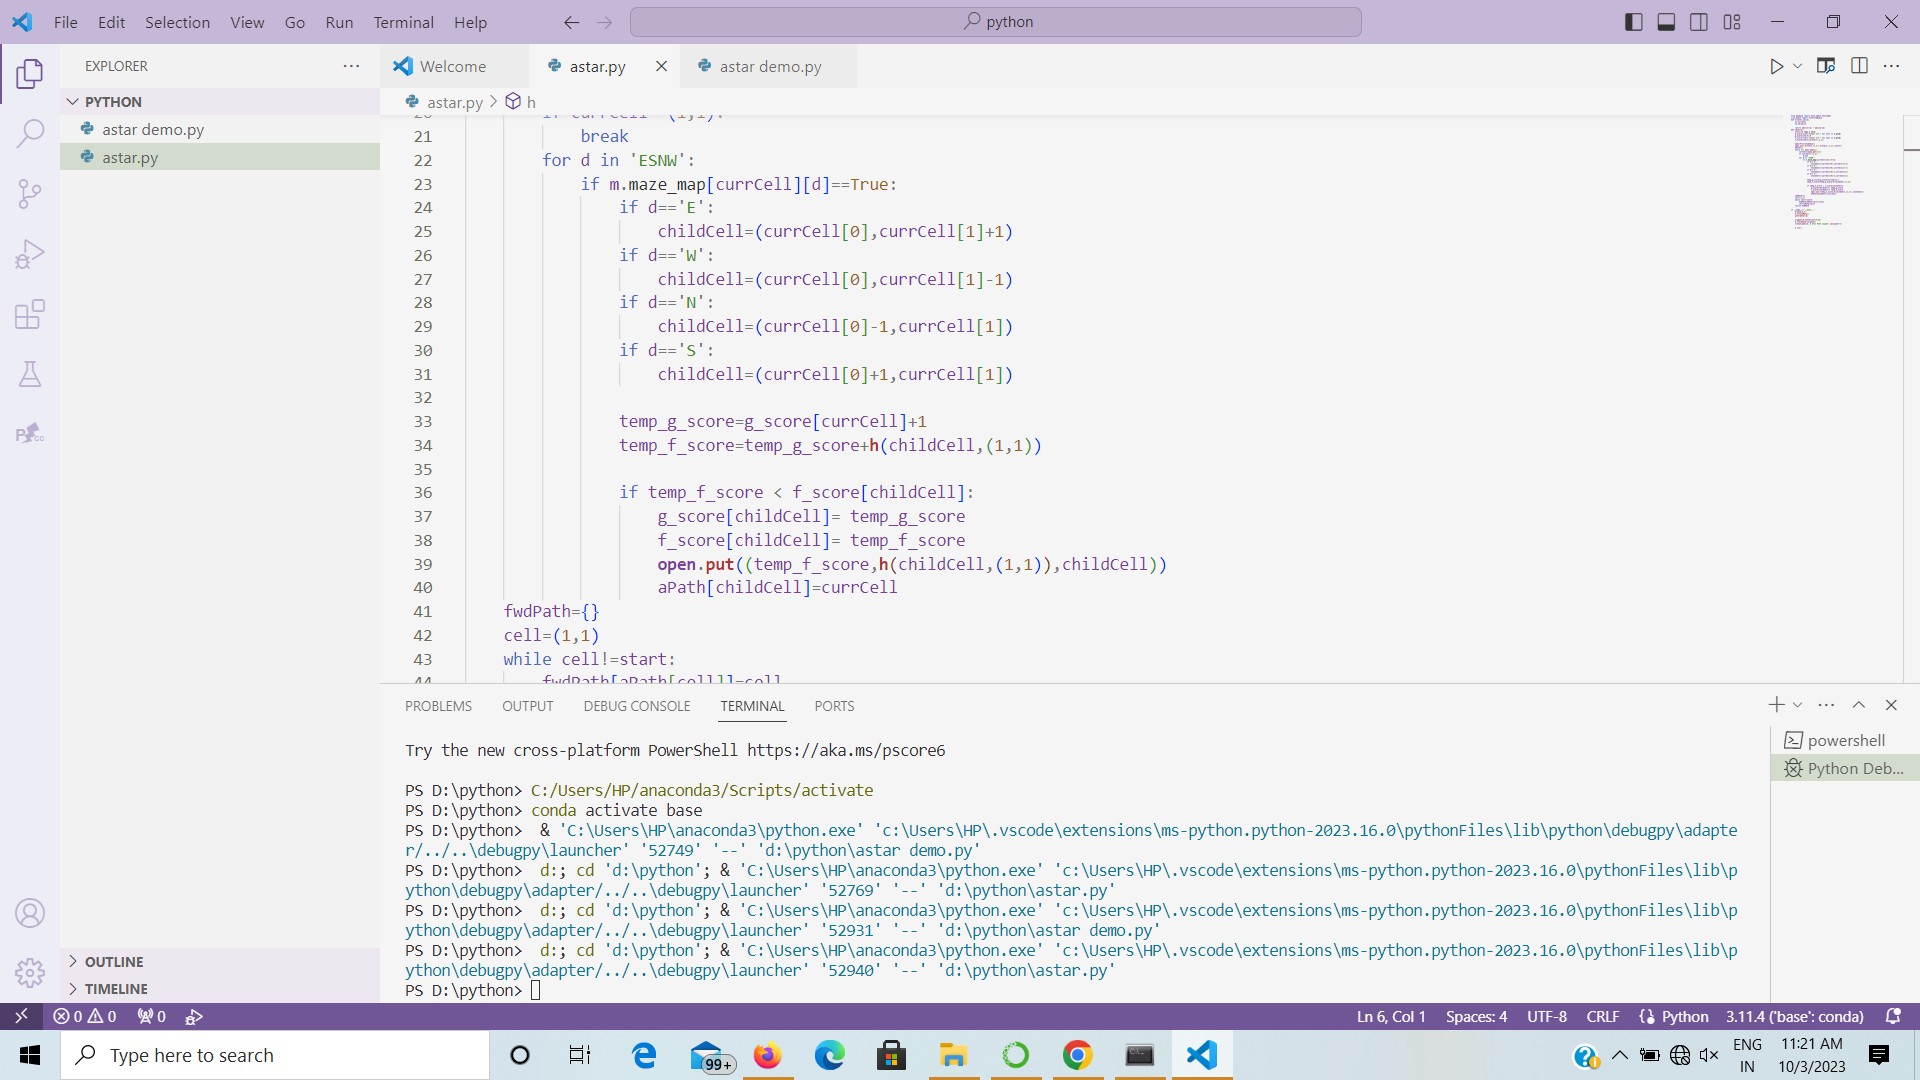 File Edit Selection View Go Run Terminal Help
python
EXPLORER
PYTHON
astar demo.py
astar.py
OUTLINE
TIMELINE
Welcome
astar.py
astar demo.py
astar.py > h
21 break
22 for d in 'ESNW':
23 if m.maze_map[currCell][d]==True:
24 if d=='E':
25 childCell=(currCell[0],currCell[1]+1)
26 if d=='W':
27 childCell=(currCell[0],currCell[1]-1)
28 if d=='N':
29 childCell=(currCell[0]-1,currCell[1])
30 if d=='S':
31 childCell=(currCell[0]+1,currCell[1])
32
33 temp_g_score=g_score[currCell]+1
34 temp_f_score=temp_g_score+h(childCell,(1,1))
35
36 if temp_f_score < f_score[childCell]:
37 g_score[childCell]= temp_g_score
38 f_score[childCell]= temp_f_score
39 open.put((temp_f_score,h(childCell,(1,1)),childCell))
40 aPath[childCell]=currCell
41 fwdPath={}
42 cell=(1,1)
43 while cell!=start:
44 fwdPath[aPath[cell]]=cell
PROBLEMS OUTPUT DEBUG CONSOLE TERMINAL PORTS
Try the new cross-platform PowerShell https://aka.ms/pscore6
PS D:\python> C:/Users/HP/anaconda3/Scripts/activate
PS D:\python> conda activate base
PS D:\python>  & 'C:\Users\HP\anaconda3\python.exe' 'c:\Users\HP\.vscode\extensions\ms-python.python-2023.16.0\pythonFiles\lib\python\debugpy\adapte
r/../..\debugpy\launcher' '52749' '--' 'd:\python\astar demo.py'
PS D:\python>  d:; cd 'd:\python'; & 'C:\Users\HP\anaconda3\python.exe' 'c:\Users\HP\.vscode\extensions\ms-python.python-2023.16.0\pythonFiles\lib\p
ython\debugpy\adapter/../..\debugpy\launcher' '52769' '--' 'd:\python\astar.py'
PS D:\python>  d:; cd 'd:\python'; & 'C:\Users\HP\anaconda3\python.exe' 'c:\Users\HP\.vscode\extensions\ms-python.python-2023.16.0\pythonFiles\lib\p
ython\debugpy\adapter/../..\debugpy\launcher' '52931' '--' 'd:\python\astar demo.py'
PS D:\python>  d:; cd 'd:\python'; & 'C:\Users\HP\anaconda3\python.exe' 'c:\Users\HP\.vscode\extensions\ms-python.python-2023.16.0\pythonFiles\lib\p
ython\debugpy\adapter/../..\debugpy\launcher' '52940' '--' 'd:\python\astar.py'
PS D:\python>
powershell
Python Deb...
0 0 0
Ln 6, Col 1 Spaces: 4 UTF-8 CRLF Python 3.11.4 ('base': conda)
Type here to search
99+
ENG
IN
11:21 AM
10/3/2023